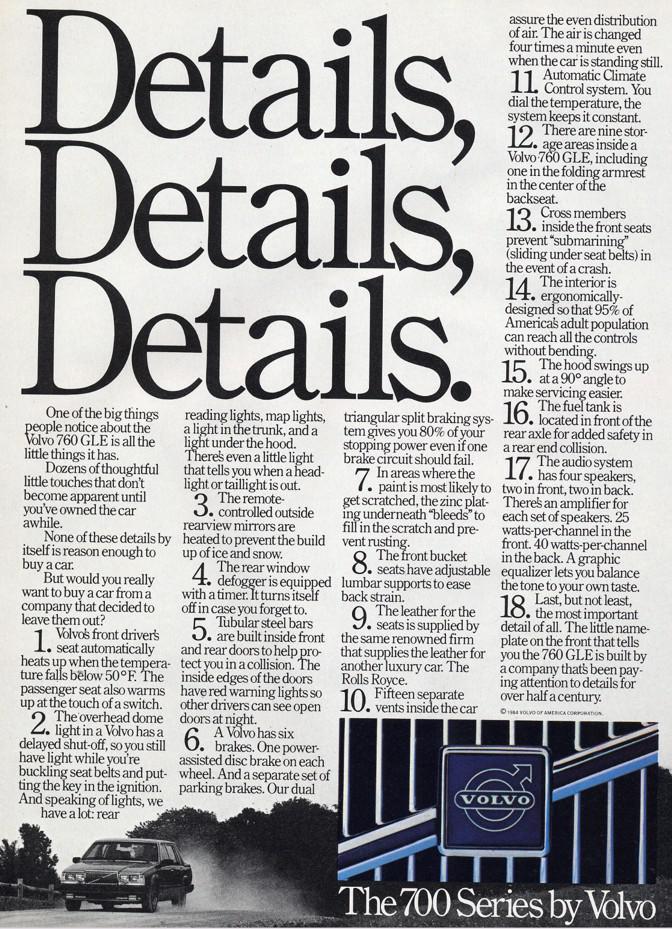 Details,
Details,
Details.
One of the big things
people notice about the
Volvo 760 GLE is all the
little things it has.
Dozens of thoughtful
little touches that don't
become apparent until
you've owned the car
awhile.
None of these details by
itself is reason enough to
buy a car.
But would you really
want to buy a car from a
company that decided to
leave them out?
1. Volvo's front driver's
seat automatically
heats up when the tempera-
ture falls below 50°F. The
passenger seat also warms
up at the touch of a switch.
2. The overhead dome
light in a Volvo has a
delayed shut-off, so you still
have light while you're
buckling seat belts and put-
ting the key in the ignition.
And speaking of lights, we
have a lot: rear
reading lights, map lights,
a light in the trunk, and a
light under the hood.
There's even a little light
that tells you when a head-
light or taillight is out.
3. The remote-
controlled outside
rearview mirrors are
heated to prevent the build
up of ice and snow.
4. The rear window
defogger is equipped
with a timer. It turns itself
off in case you forget to.
5. Tubular steel bars
are built inside front
and rear doors to help pro-
tect you in a collision. The
inside edges of the doors
have red warning lights so
other drivers can see open
doors at night.
6. A Volvo has six
brakes. One power-
assisted disc brake on each
wheel. And a separate set of
parking brakes. Our dual
triangular split braking sys-
tem gives you 80% of your
stopping power even if one
brake circuit should fail.
7. In areas where the
paint is most likely to
get scratched, the zinc plat-
ing underneath "bleeds" to
fill in the scratch and pre-
vent rusting.
8. The front bucket
seats have adjustable
lumbar supports to ease
back strain.
9. The leather for the
seats is supplied by
the same renowned firm
that supplies the leather for
another luxury car. The
Rolls Royce.
10. Fifteen separate
vents inside the car
assure the even distribution
of air. The air is changed
four times a minute even
when the car is standing still.
11. Automatic Climate
Control system. You
dial the temperature, the
system keeps it constant.
12. There are nine stor-
age areas inside a
Volvo 760 GLE, including
one in the folding armrest
in the center of the
backseat.
13. Cross members
inside the front seats
prevent "submarining"
(sliding under seat belts) in
the event of a crash.
14. The interior is
ergonomically-
designed so that 95% of
America's adult population
can reach all the controls
without bending.
15. The hood swings up
at a 90° angle to
make servicing easier.
16. The fuel tank is
located in front of the
rear axle for added safety in
a rear end collision.
17. The audio system
has four speakers,
two in front, two in back.
There's an amplifier for
each set of speakers. 25
watts-per-channel in the
front. 40 watts-per-channel
in the back. A graphic
equalizer lets you balance
the tone to your own taste.
18. Last, but not least,
the most important
detail of all. The little name-
plate on the front that tells
you the 760 GLE is built by
a company that's been pay-
ing attention to details for
over half a century.
© 1984 VOLVO OF AMERICA CORPORATION.
VOLVO
The 700 Series by Volvo